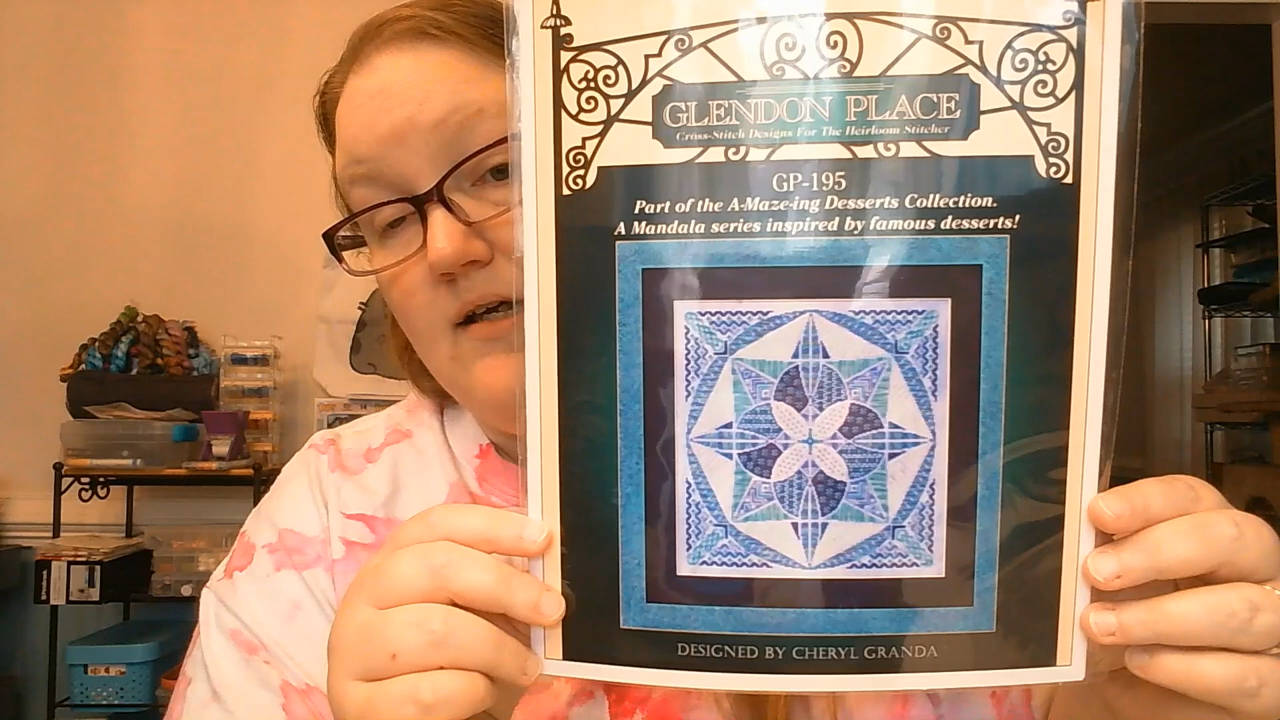 GLENDON PLACE
Cross-Stitch Designs For The Heirloom Stitcher
GP-195
Part of the A-Maze-ing Desserts Collection.
A Mandala series inspired by famous desserts!
DESIGNED BY CHERYL GRANDA